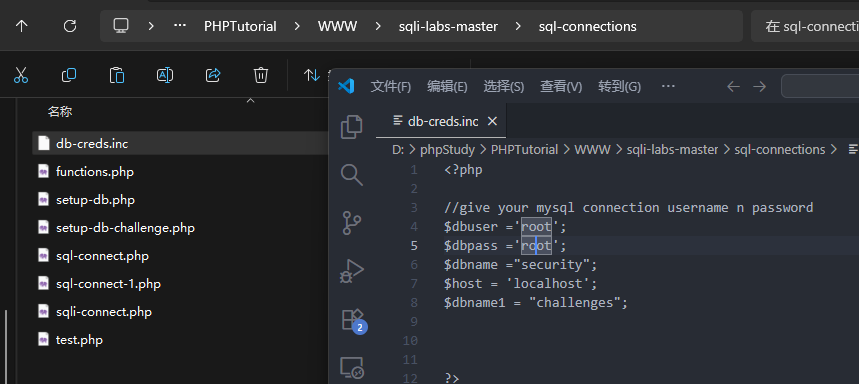 ··· PHPTutorial > WWW > sqli-labs-master > sql-connections >
在 sql-connecti
名称
db-creds.inc
functions.php
setup-db.php
setup-db-challenge.php
sql-connect.php
sql-connect-1.php
sqli-connect.php
test.php
文件(F) 编辑(E) 选择(S) 查看(V) 转到(G) ···
db-creds.inc
D: > phpStudy > PHPTutorial > WWW > sqli-labs-master > sql-connections >
1 <?php
2
3 //give your mysql connection username n password
4 $dbuser ='root';
5 $dbpass ='root';
6 $dbname ="security";
7 $host = 'localhost';
8 $dbname1 = "challenges";
9
10
11
12 ?>
2